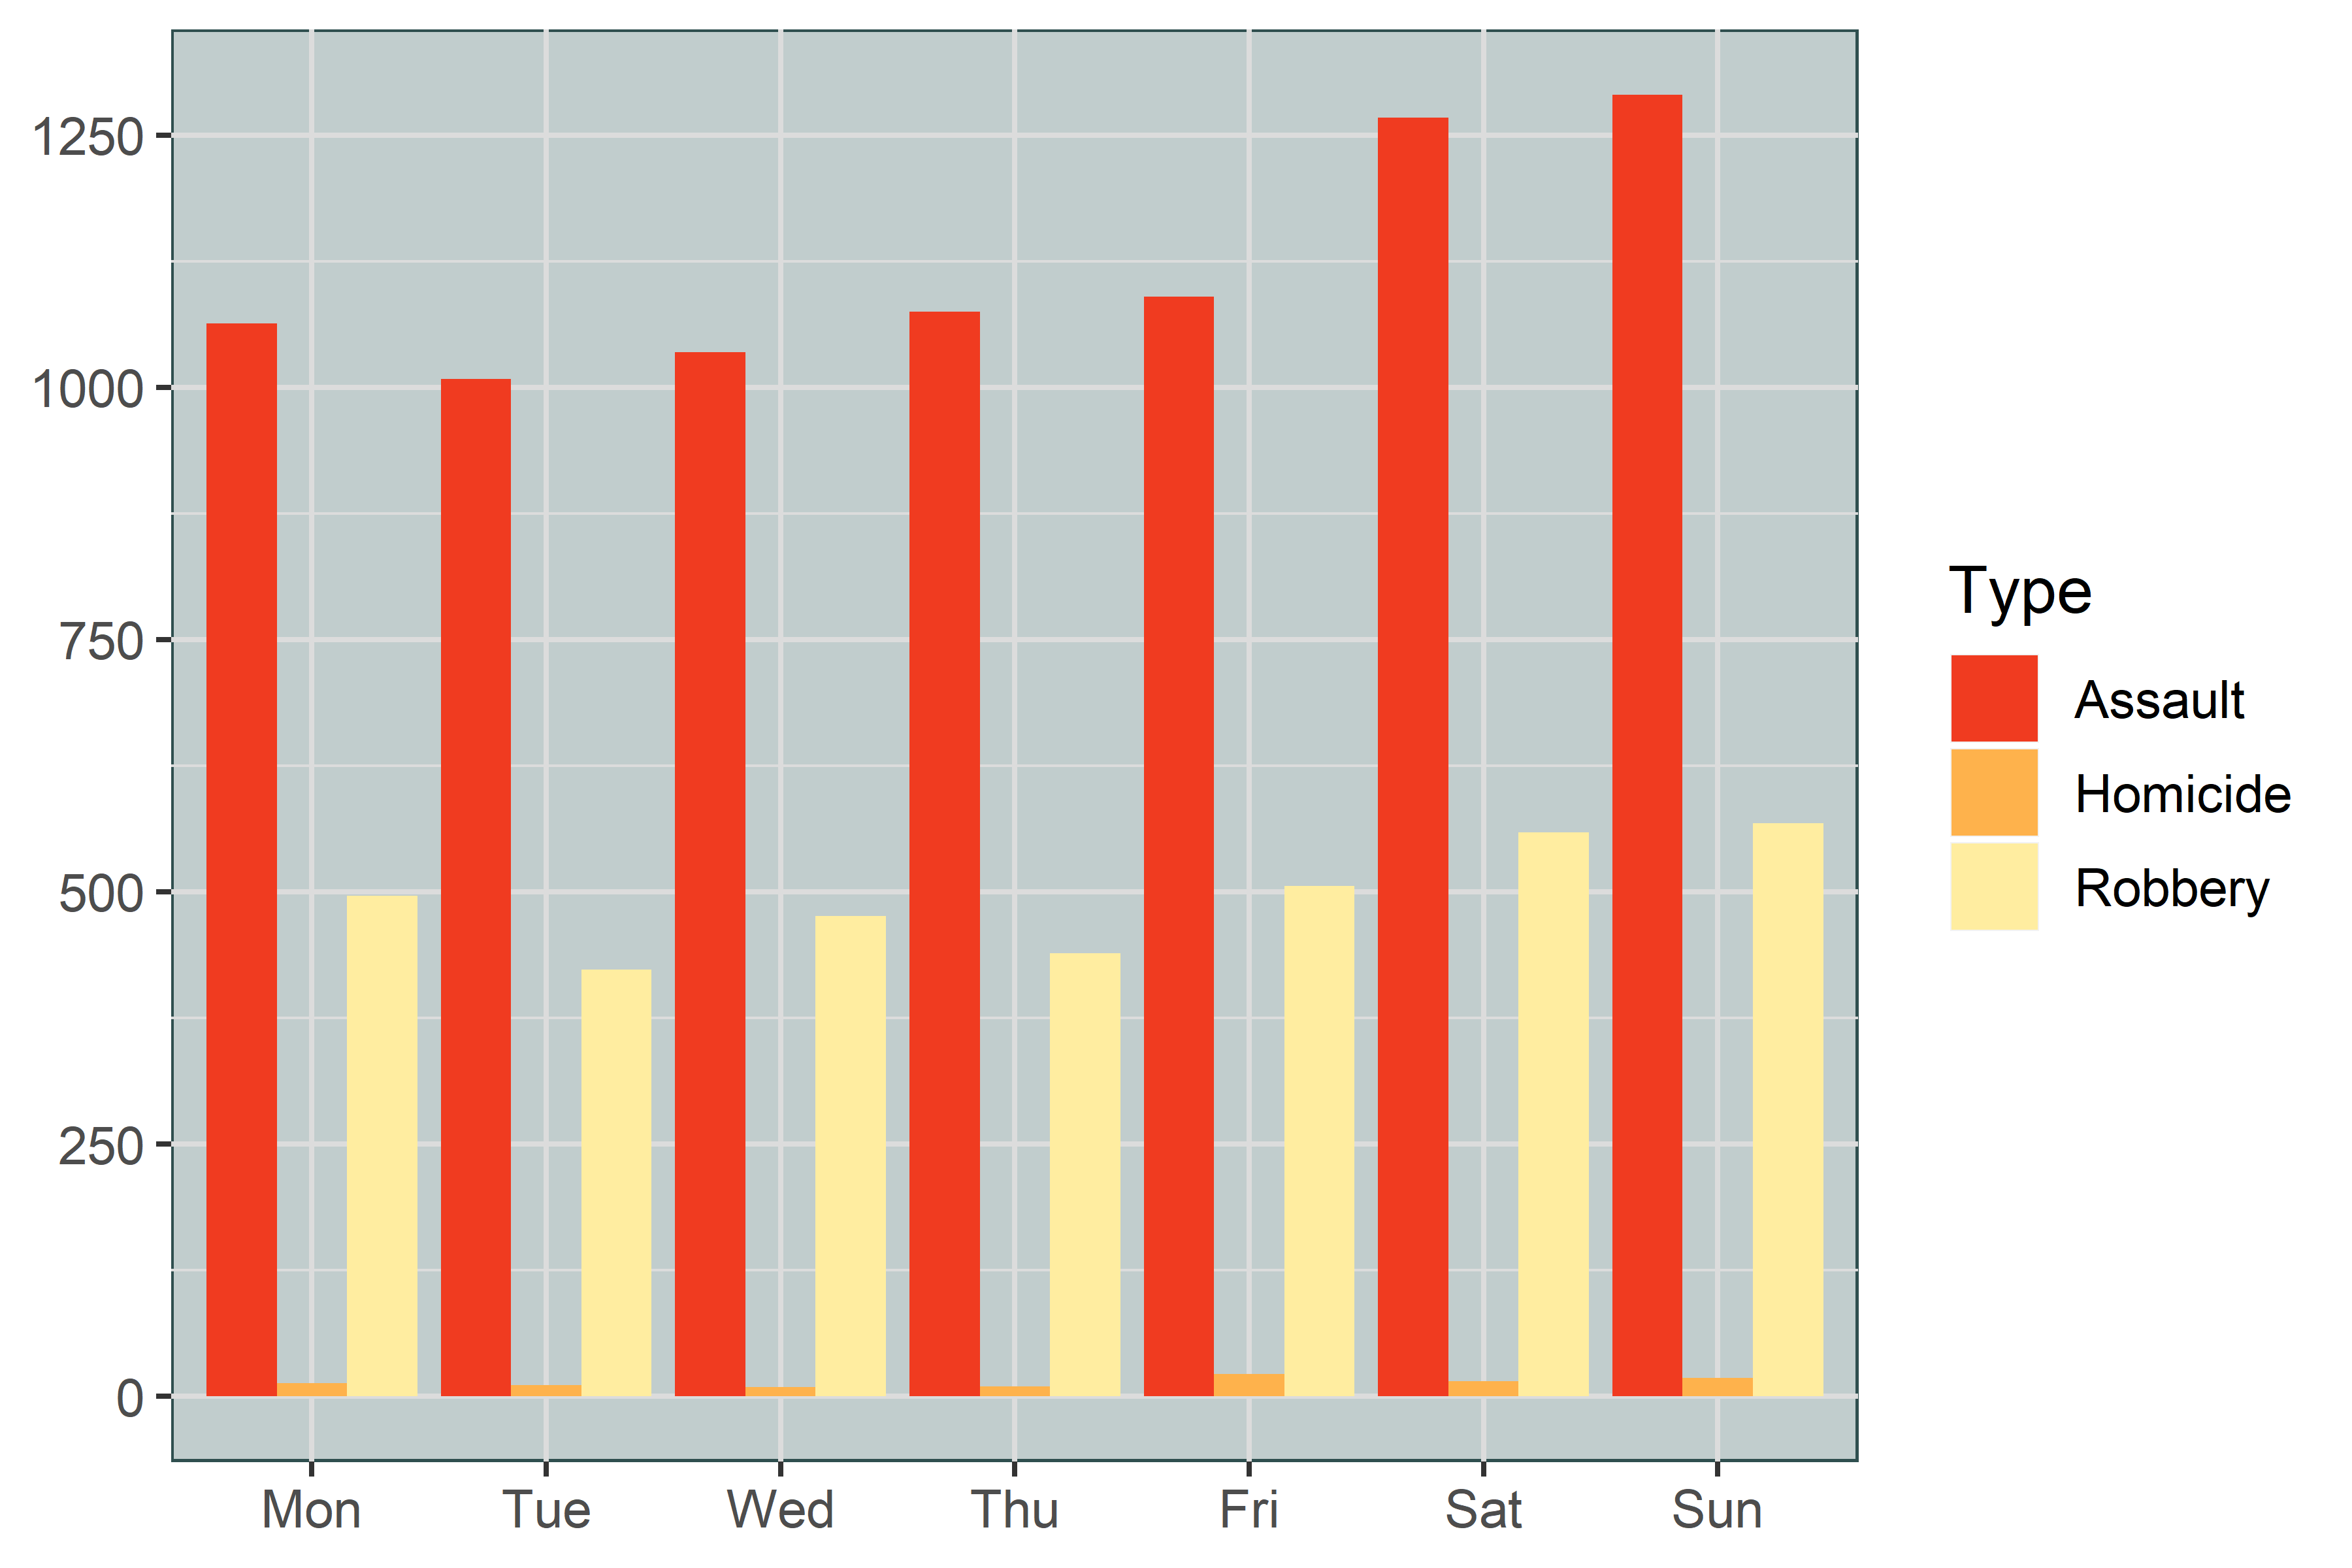 1250
1000
750
500
250
0
Mon Tue Wed Thu Fri Sat Sun
Type
Assault
Homicide
Robbery